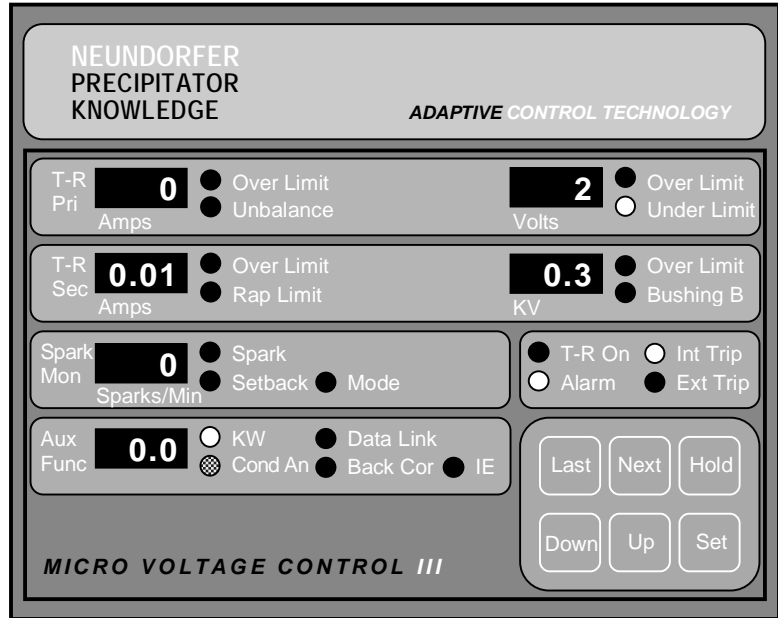 NEUNDORFER
PRECIPITATOR
KNOWLEDGE
ADAPTIVE CONTROL TECHNOLOGY
T-R Pri
0
Amps
Over Limit
Unbalance
2
Volts
Over Limit
Under Limit
T-R Sec
0.01
Amps
Over Limit
Rap Limit
0.3
KV
Over Limit
Bushing B
Spark Mon
0
Sparks/Min
Spark
Setback
Mode
T-R On
Int Trip
Alarm
Ext Trip
Aux Func
0.0
KW
Data Link
Cond An
Back Cor
IE
Last
Next
Hold
Down
Up
Set
MICRO VOLTAGE CONTROL III